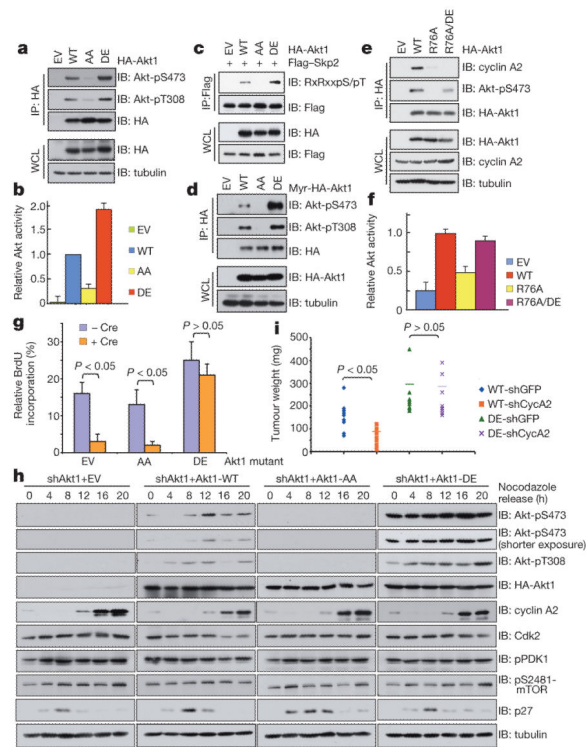 a
EV WT AA DE HA-Akt1
IP: HA
IB: Akt-pS473
IB: Akt-pT308
IB: HA
WCL
IB: HA
IB: tubulin
b
Relative Akt activity
2.0
1.0
0
EV
WT
AA
DE
c
EV WT AA DE HA-Akt1
+ + + + Flag–Skp2
IP:Flag
IB: RxRxxpS/pT
IB: Flag
WCL
IB: HA
IB: Flag
d
EV WT AA DE Myr-HA-Akt1
IP: HA
IB: Akt-pS473
IB: Akt-pT308
IB: HA
WCL
IB: HA-Akt1
IB: tubulin
e
EV WT R76A R76A/DE HA-Akt1
IP: HA
IB: cyclin A2
IB: Akt-pS473
IB: HA-Akt1
WCL
IB: HA-Akt1
IB: cyclin A2
IB: tubulin
f
Relative Akt activity
1.0
0.5
0
EV
WT
R76A
R76A/DE
g
Relative BrdU
incorporation (%)
40
30
20
10
0
– Cre
+ Cre
P < 0.05
P < 0.05
P > 0.05
EV AA DE Akt1 mutant
i
Tumour weight (mg)
500
400
300
200
100
0
P < 0.05
P > 0.05
WT-shGFP
WT-shCycA2
DE-shGFP
DE-shCycA2
h
shAkt1+EV shAkt1+Akt1-WT shAkt1+Akt1-AA shAkt1+Akt1-DE Nocodazole
0 4 8 12 16 20 0 4 8 12 16 20 0 4 8 12 16 20 0 4 8 12 16 20 release (h)
IB: Akt-pS473
IB: Akt-pS473
(shorter exposure)
IB: Akt-pT308
IB: HA-Akt1
IB: cyclin A2
IB: Cdk2
IB: pPDK1
IB: pS2481-
mTOR
IB: p27
IB: tubulin